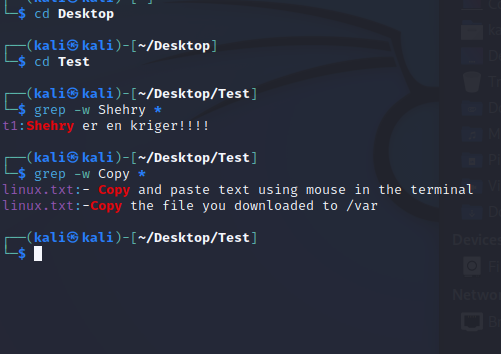 └─$ cd Desktop
┌──(kali㉿kali)-[~/Desktop]
└─$ cd Test
┌──(kali㉿kali)-[~/Desktop/Test]
└─$ grep -w Shehry *
t1:Shehry er en kriger!!!!
┌──(kali㉿kali)-[~/Desktop/Test]
└─$ grep -w Copy *
linux.txt:- Copy and paste text using mouse in the terminal
linux.txt:-Copy the file you downloaded to /var
┌──(kali㉿kali)-[~/Desktop/Test]
└─$
Device
Netwo